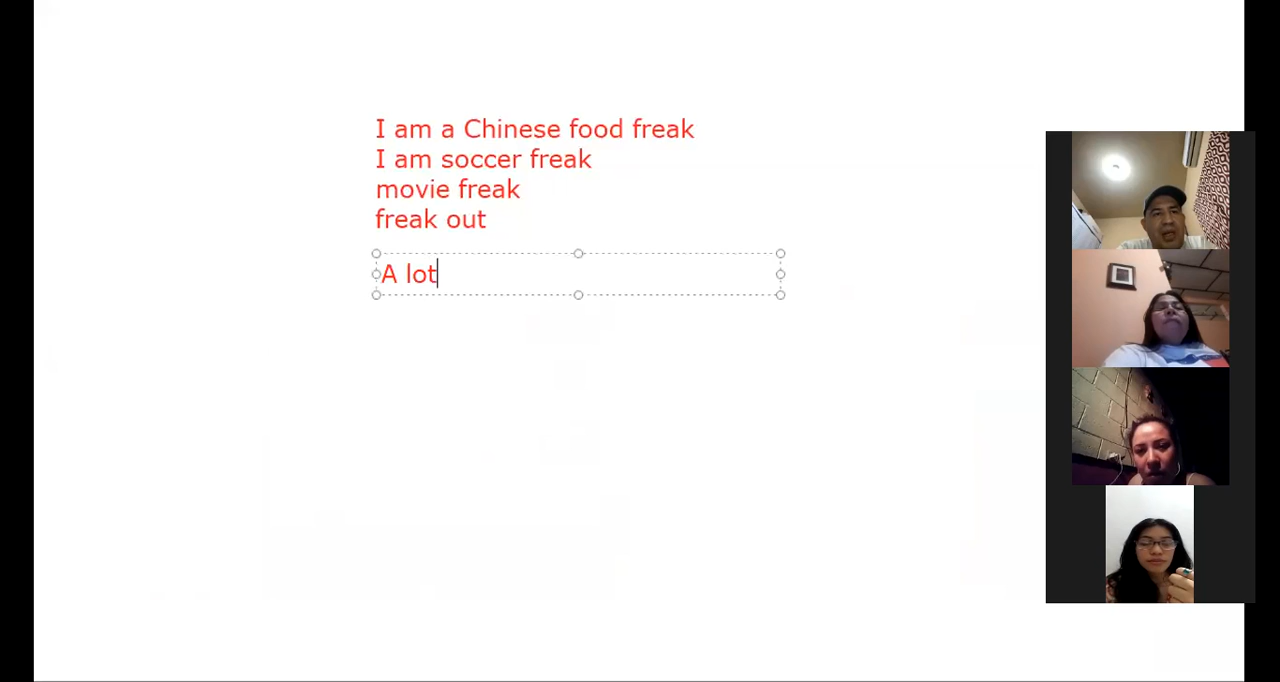 I am a Chinese food freak
I am soccer freak
movie freak
freak out
A lot